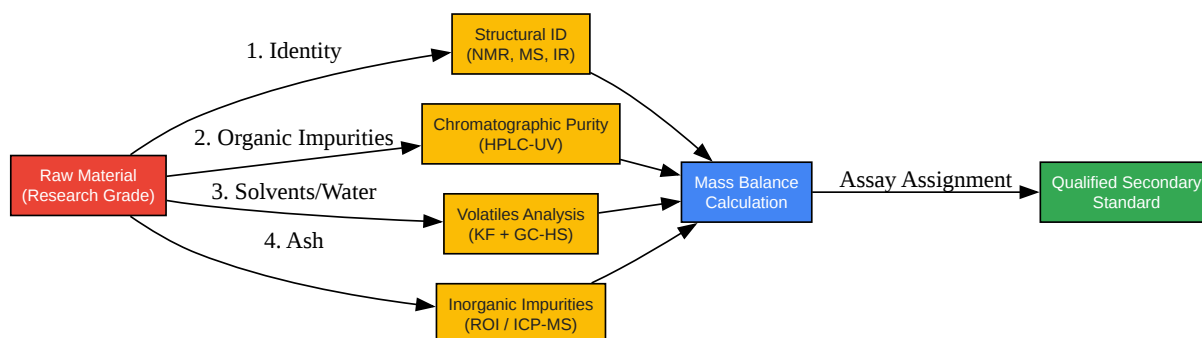 Structural ID
(NMR, MS, IR)
1. Identity
Chromatographic Purity
(HPLC-UV)
2. Organic Impurities
Raw Material
(Research Grade)
3. Solvents/Water
Volatiles Analysis
(KF + GC-HS)
4. Ash
Inorganic Impurities
(ROI / ICP-MS)
Mass Balance
Calculation
Assay Assignment
Qualified Secondary
Standard